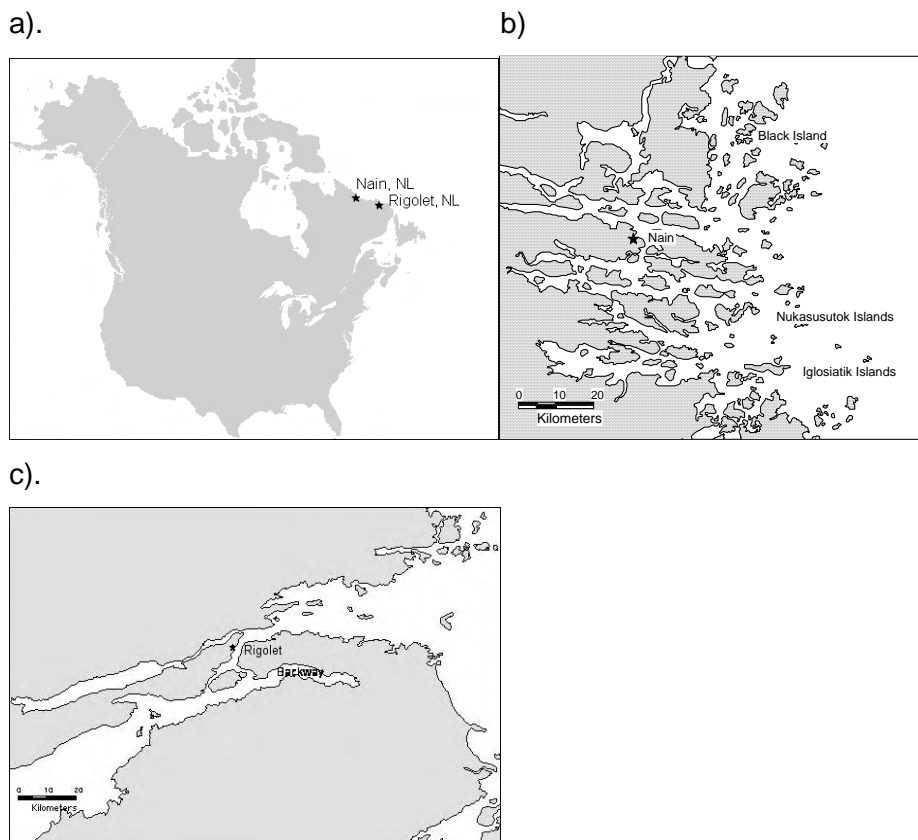 a).
b)
Nain, NL
Rigolet, NL
Black Island
Nain
Nukasusutok Islands
Iglosiatik Islands
0 10 20
Kilometers
c).
Rigolet
Backway
0 10 20
Kilometers